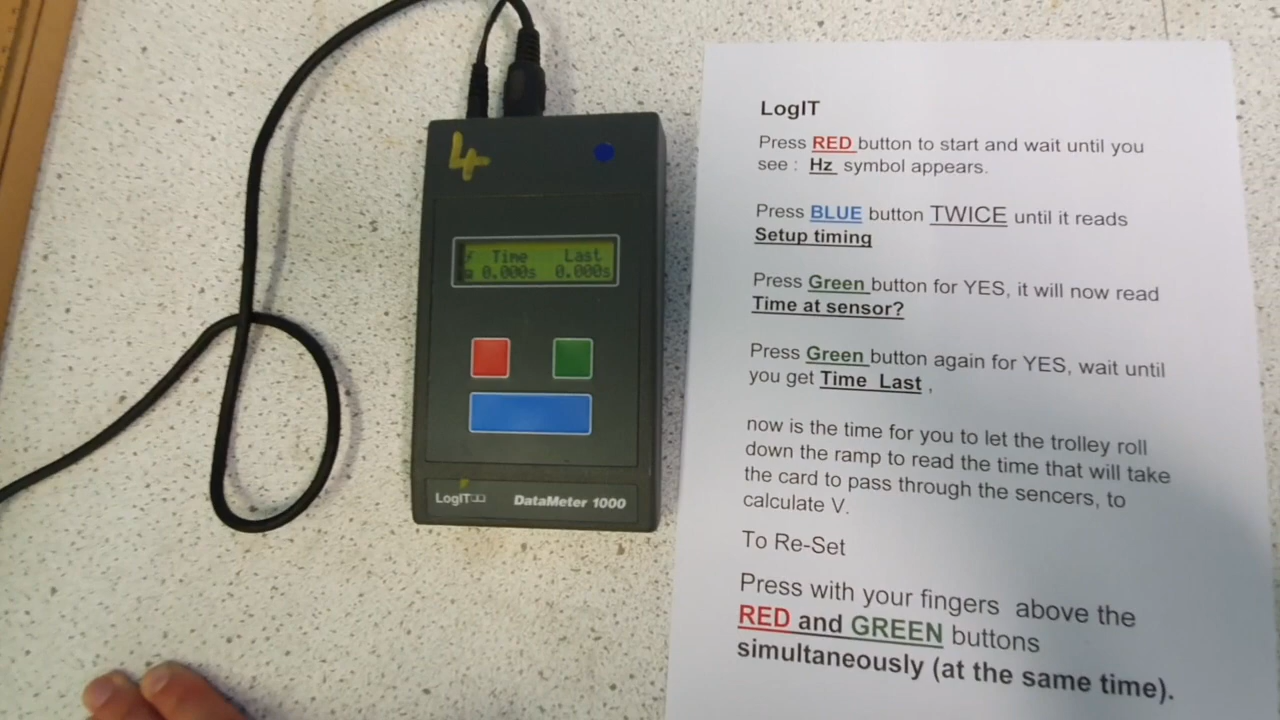 4
Time Last
0.000s 0.000s
LogIT
DataMeter 1000
LogIT
Press RED button to start and wait until you
see : Hz symbol appears.
Press BLUE button TWICE until it reads
Setup timing
Press Green button for YES, it will now read
Time at sensor?
Press Green button again for YES, wait until
you get Time Last ,
now is the time for you to let the trolley roll
down the ramp to read the time that will take
the card to pass through the sencers, to
calculate V.
To Re-Set
Press with your fingers above the
RED and GREEN buttons
simultaneously (at the same time).